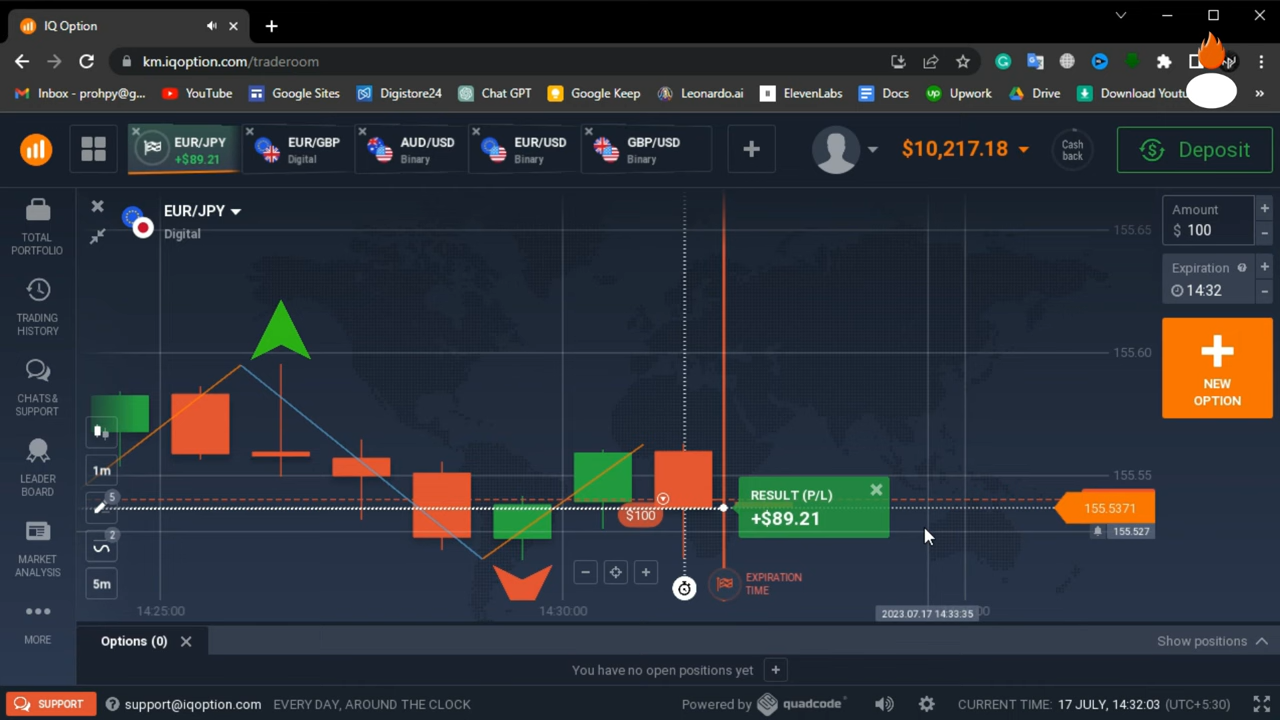 IQ Option
km.iqoption.com/traderoom
Inbox - prohpy@g...
YouTube
Google Sites
Digistore24
Chat GPT
Google Keep
Leonardo.ai
ElevenLabs
Docs
Upwork
Drive
Download Youtu
»
EUR/JPY
+$89.21
EUR/GBP
Digital
AUD/USD
Binary
EUR/USD
Binary
GBP/USD
Binary
$10,217.18
Cash
back
Deposit
TOTAL
PORTFOLIO
TRADING
HISTORY
CHATS &
SUPPORT
LEADER
BOARD
MARKET
ANALYSIS
MORE
EUR/JPY
Digital
155.65
155.60
155.55
155.5371
155.527
1m
5
2
5m
$100
RESULT (P/L)
+$89.21
EXPIRATION
TIME
14:25:00
14:30:00
2023.07.17 14:33:35
Amount
$ 100
Expiration
14:32
NEW
OPTION
Options (0)
Show positions
You have no open positions yet
SUPPORT
support@iqoption.com
EVERY DAY, AROUND THE CLOCK
Powered by
quadcode
CURRENT TIME: 17 JULY, 14:32:03 (UTC+5:30)